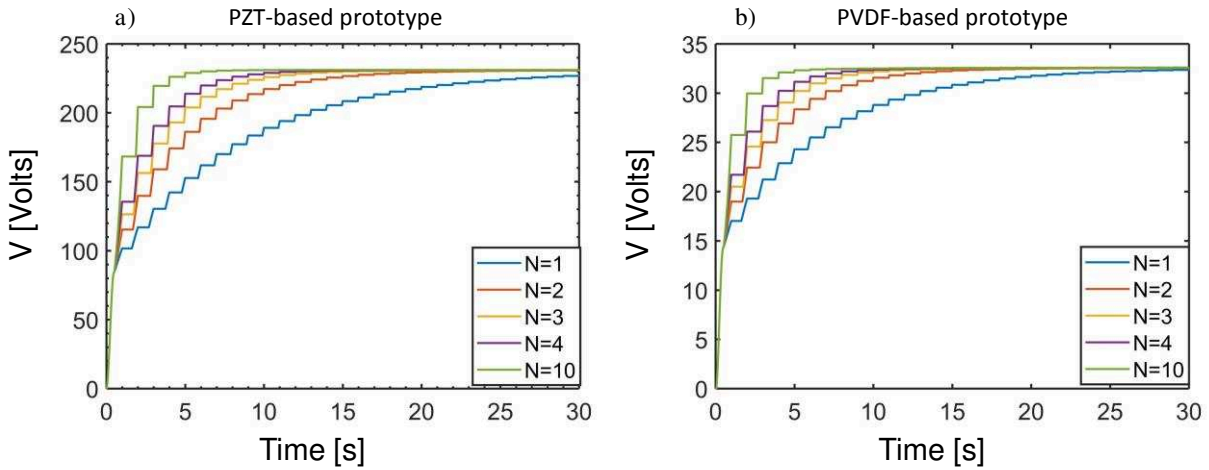 a) PZT-based prototype
250
200
150
100
50
0
V [Volts]
0 5 10 15 20 25 30
Time [s]
N=1
N=2
N=3
N=4
N=10
b) PVDF-based prototype
35
30
25
20
15
10
5
0
V [Volts]
0 5 10 15 20 25 30
Time [s]
N=1
N=2
N=3
N=4
N=10